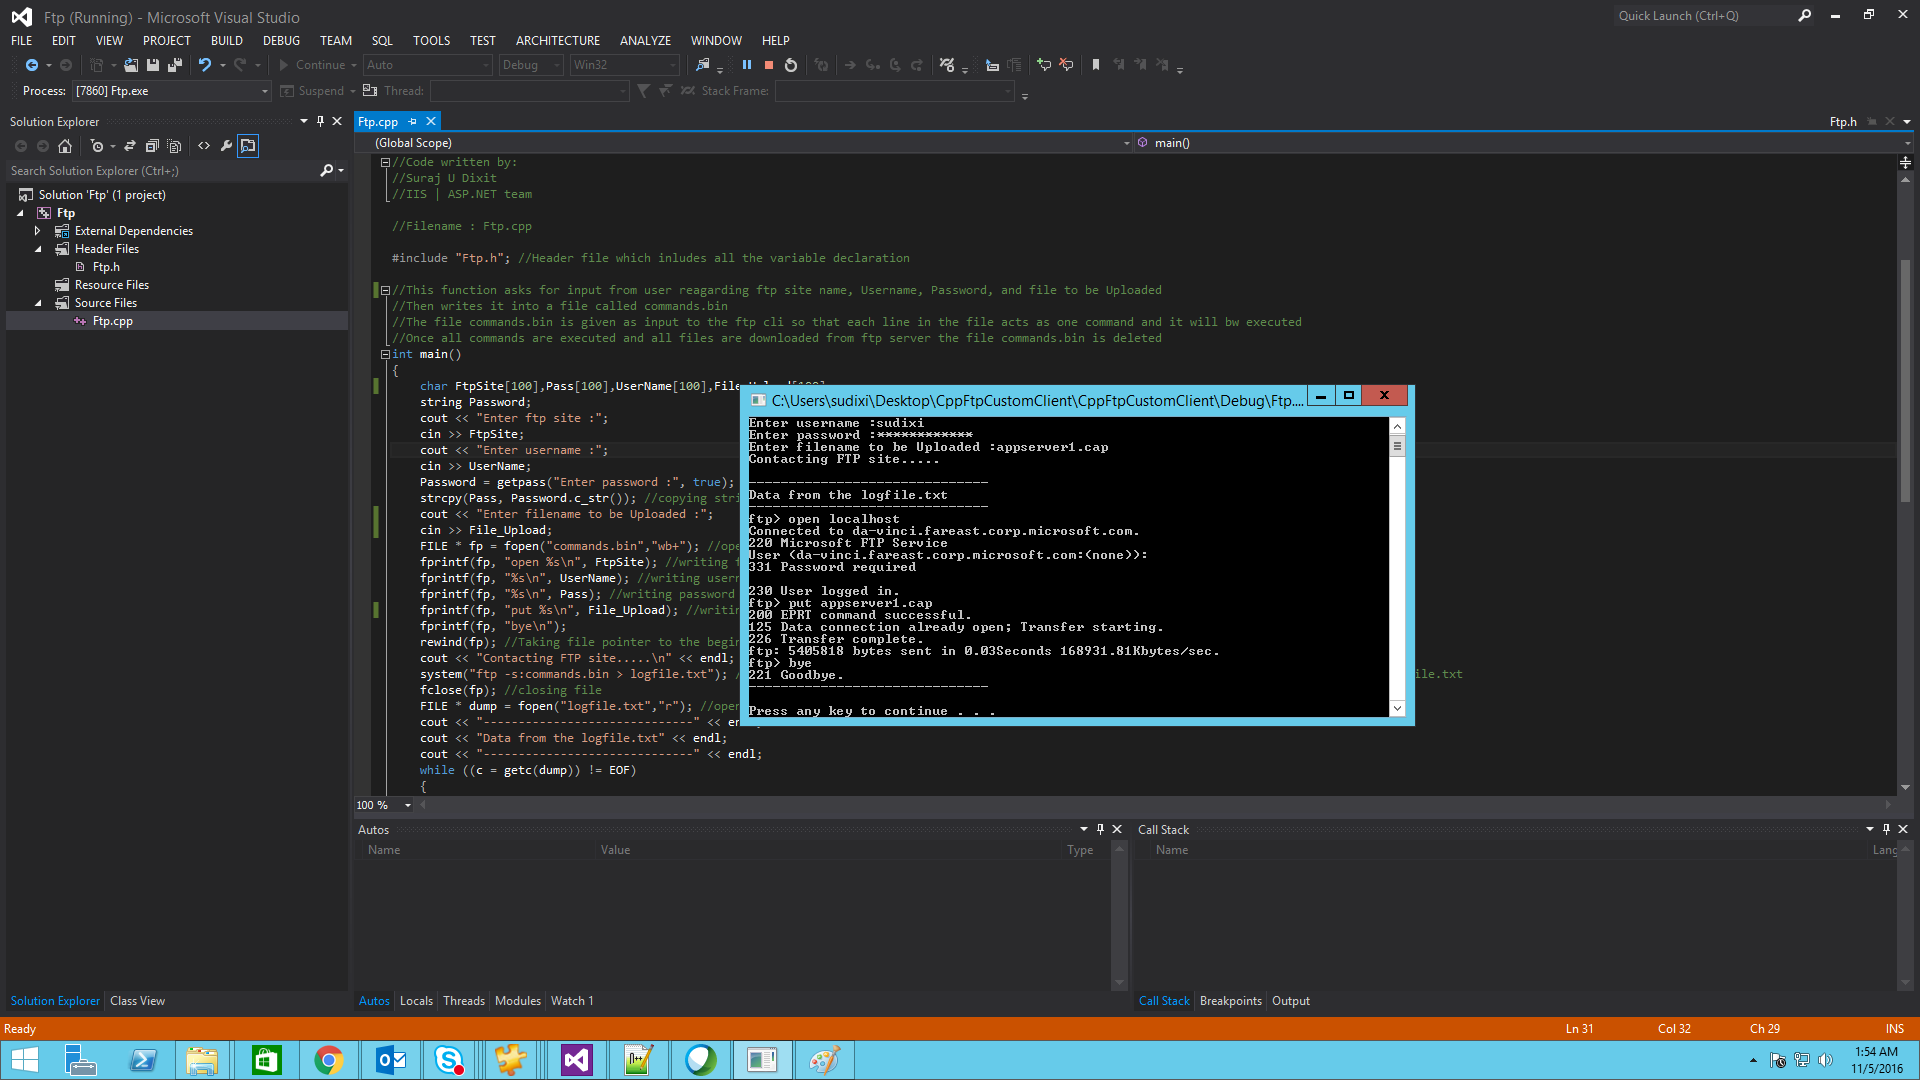 Ftp (Running) - Microsoft Visual Studio
Quick Launch (Ctrl+Q)
FILE EDIT VIEW PROJECT BUILD DEBUG TEAM SQL TOOLS TEST ARCHITECTURE ANALYZE WINDOW HELP
Continue Auto Debug Win32
Process: [7860] Ftp.exe Suspend Thread: Stack Frame:
Solution Explorer
Search Solution Explorer (Ctrl+;)
Solution 'Ftp' (1 project)
Ftp
External Dependencies
Header Files
Ftp.h
Resource Files
Source Files
Ftp.cpp
Ftp.cpp
Ftp.h
(Global Scope)
main()
//Code written by:
//Suraj U Dixit
//IIS | ASP.NET team
//Filename : Ftp.cpp
#include "Ftp.h"; //Header file which inludes all the variable declaration
//This function asks for input from user reagarding ftp site name, Username, Password, and file to be Uploaded
//Then writes it into a file called commands.bin
//The file commands.bin is given as input to the ftp cli so that each line in the file acts as one command and it will bw executed
//Once all commands are executed and all files are downloaded from ftp server the file commands.bin is deleted
int main()
{
char FtpSite[100],Pass[100],UserName[100],File
string Password;
cout << "Enter ftp site :";
cin >> FtpSite;
cout << "Enter username :";
cin >> UserName;
Password = getpass("Enter password :", true);
strcpy(Pass, Password.c_str()); //copying stri
cout << "Enter filename to be Uploaded :";
cin >> File_Upload;
FILE * fp = fopen("commands.bin","wb+"); //ope
fprintf(fp, "open %s\n", FtpSite); //writing f
fprintf(fp, "%s\n", UserName); //writing usern
fprintf(fp, "%s\n", Pass); //writing password
fprintf(fp, "put %s\n", File_Upload); //writin
fprintf(fp, "bye\n");
rewind(fp); //Taking file pointer to the begin
cout << "Contacting FTP site.....\n" << endl;
system("ftp -s:commands.bin > logfile.txt"); / ile.txt
fclose(fp); //closing file
FILE * dump = fopen("logfile.txt","r"); //open
cout << "------------------------------" << en
cout << "Data from the logfile.txt" << endl;
cout << "------------------------------" << endl;
while ((c = getc(dump)) != EOF)
{
C:\Users\sudixi\Desktop\CppFtpCustomClient\CppFtpCustomClient\Debug\Ftp....
Enter username :sudixi
Enter password :************
Enter filename to be Uploaded :appserver1.cap
Contacting FTP site.....
------------------------------
Data from the logfile.txt
------------------------------
ftp> open localhost
Connected to da-vinci.fareast.corp.microsoft.com.
220 Microsoft FTP Service
User (da-vinci.fareast.corp.microsoft.com:(none)):
331 Password required
230 User logged in.
ftp> put appserver1.cap
200 EPRT command successful.
125 Data connection already open; Transfer starting.
226 Transfer complete.
ftp: 5405818 bytes sent in 0.03Seconds 168931.81Kbytes/sec.
ftp> bye
221 Goodbye.
------------------------------
Press any key to continue . . .
100 %
Autos
Name Value Type
Call Stack
Name Lang
Solution Explorer Class View
Autos Locals Threads Modules Watch 1
Call Stack Breakpoints Output
Ready
Ln 31 Col 32 Ch 29 INS
1:54 AM
11/5/2016